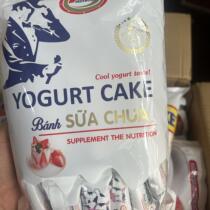 Cool yogurt taste!
YOGURT CAKE
Bánh SỮA CHUA
SUPPLEMENT THE NUTRITION